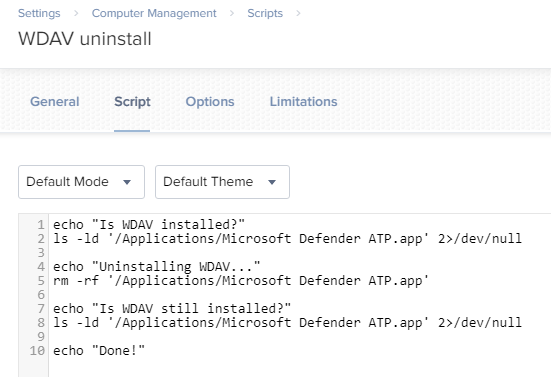 Settings > Computer Management > Scripts >
WDAV uninstall
General Script Options Limitations
Default Mode Default Theme
1 echo "Is WDAV installed?"
2 ls -ld '/Applications/Microsoft Defender ATP.app' 2>/dev/null
3
4 echo "Uninstalling WDAV..."
5 rm -rf '/Applications/Microsoft Defender ATP.app'
6
7 echo "Is WDAV still installed?"
8 ls -ld '/Applications/Microsoft Defender ATP.app' 2>/dev/null
9
10 echo "Done!"